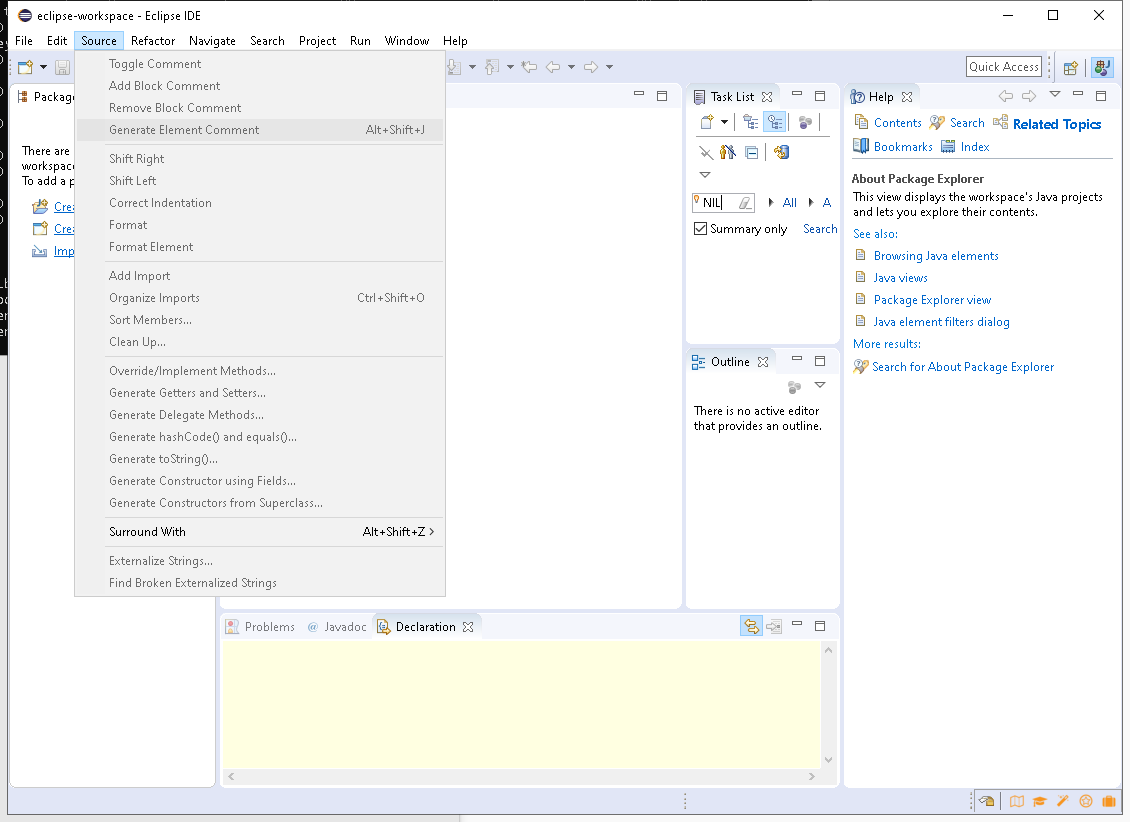 eclipse-workspace - Eclipse IDE
File Edit Source Refactor Navigate Search Project Run Window Help
Quick Access
Toggle Comment
Add Block Comment
Remove Block Comment
Generate Element Comment Alt+Shift+J
Shift Right
Shift Left
Correct Indentation
Format
Format Element
Add Import
Organize Imports Ctrl+Shift+O
Sort Members...
Clean Up...
Override/Implement Methods...
Generate Getters and Setters...
Generate Delegate Methods...
Generate hashCode() and equals()...
Generate toString()...
Generate Constructor using Fields...
Generate Constructors from Superclass...
Surround With Alt+Shift+Z
Externalize Strings...
Find Broken Externalized Strings
Package
There are
workspace
To add a p
Crea
Crea
Imp
Task List
NIL All A
Summary only Search
Outline
There is no active editor
that provides an outline.
Help
Contents Search Related Topics
Bookmarks Index
About Package Explorer
This view displays the workspace's Java projects
and lets you explore their contents.
See also:
Browsing Java elements
Java views
Package Explorer view
Java element filters dialog
More results:
Search for About Package Explorer
Problems @ Javadoc Declaration